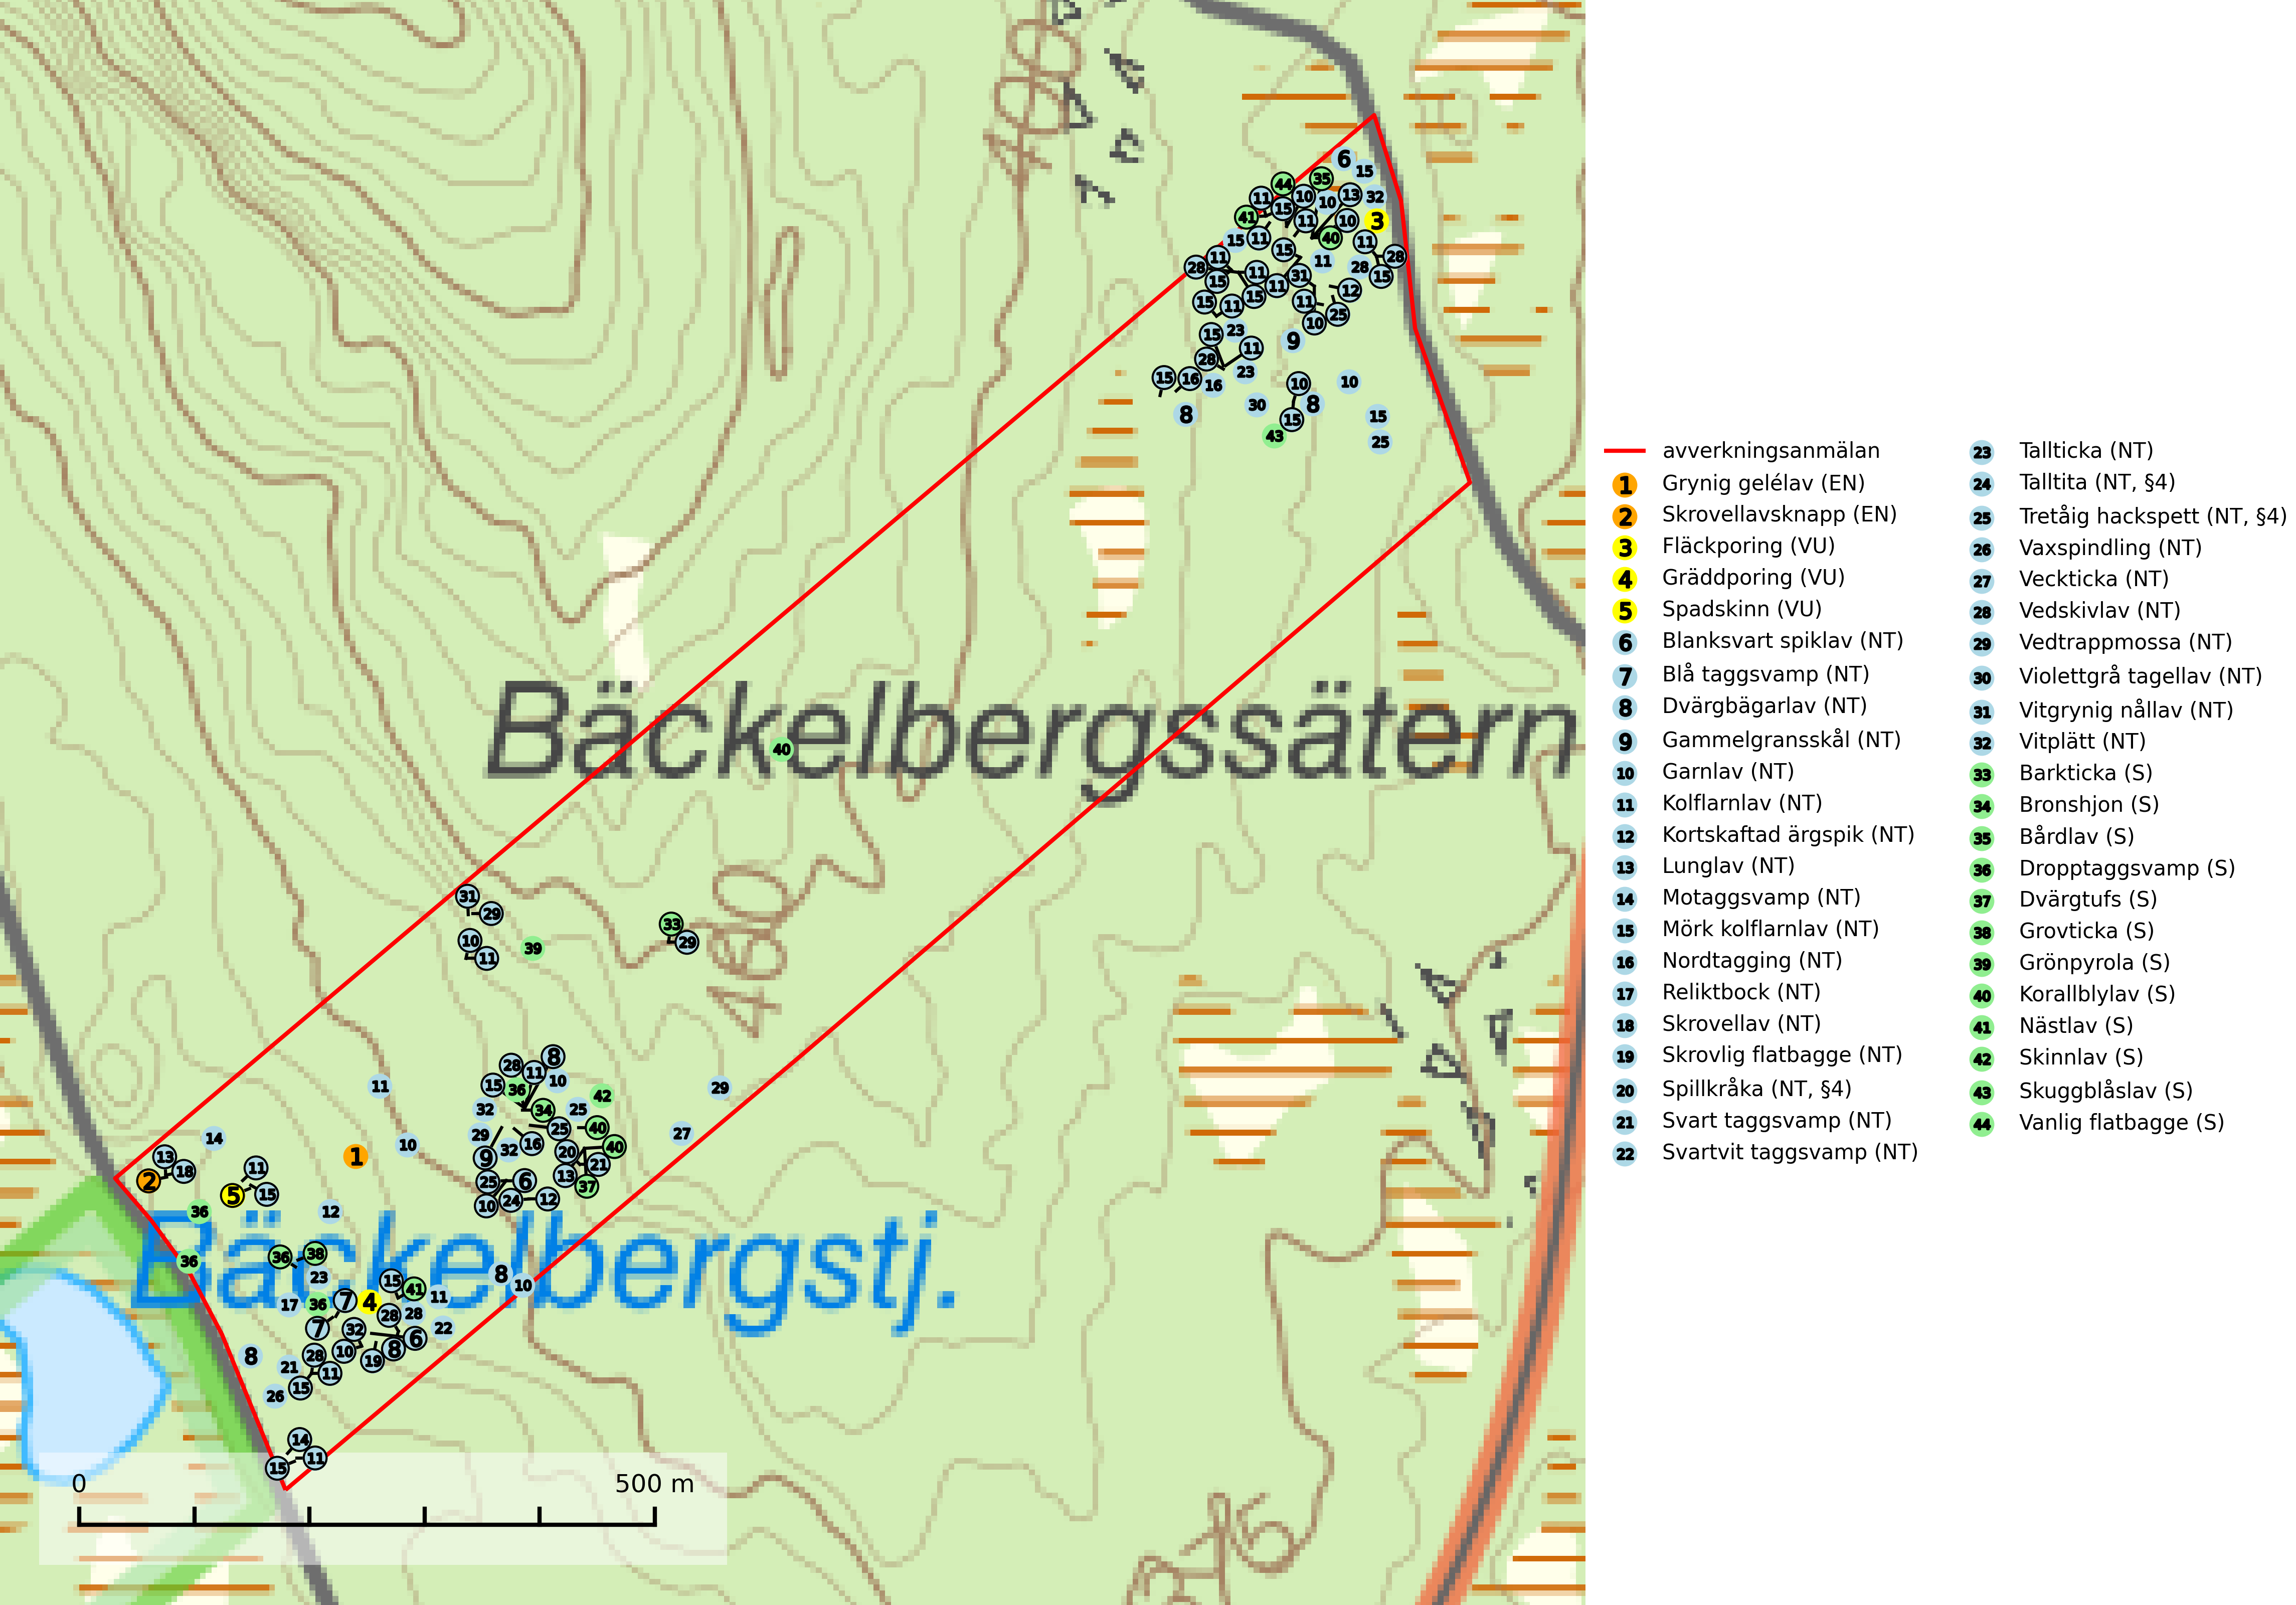 400
Bäckelbergssätern
460
Bäckelbergstj.
0 500 m
avverkningsanmälan
1 Grynig gelélav (EN)
2 Skrovellavsknapp (EN)
3 Fläckporing (VU)
4 Gräddporing (VU)
5 Spadskinn (VU)
6 Blanksvart spiklav (NT)
7 Blå taggsvamp (NT)
8 Dvärgbägarlav (NT)
9 Gammelgransskål (NT)
10 Garnlav (NT)
11 Kolflarnlav (NT)
12 Kortskaftad ärgspik (NT)
13 Lunglav (NT)
14 Motaggsvamp (NT)
15 Mörk kolflarnlav (NT)
16 Nordtagging (NT)
17 Reliktbock (NT)
18 Skrovellav (NT)
19 Skrovlig flatbagge (NT)
20 Spillkråka (NT, §4)
21 Svart taggsvamp (NT)
22 Svartvit taggsvamp (NT)
23 Tallticka (NT)
24 Talltita (NT, §4)
25 Tretåig hackspett (NT, §4)
26 Vaxspindling (NT)
27 Veckticka (NT)
28 Vedskivlav (NT)
29 Vedtrappmossa (NT)
30 Violettgrå tagellav (NT)
31 Vitgrynig nållav (NT)
32 Vitplätt (NT)
33 Barkticka (S)
34 Bronshjon (S)
35 Bårdlav (S)
36 Dropptaggsvamp (S)
37 Dvärgtufs (S)
38 Grovticka (S)
39 Grönpyrola (S)
40 Korallblylav (S)
41 Nästlav (S)
42 Skinnlav (S)
43 Skuggblåslav (S)
44 Vanlig flatbagge (S)